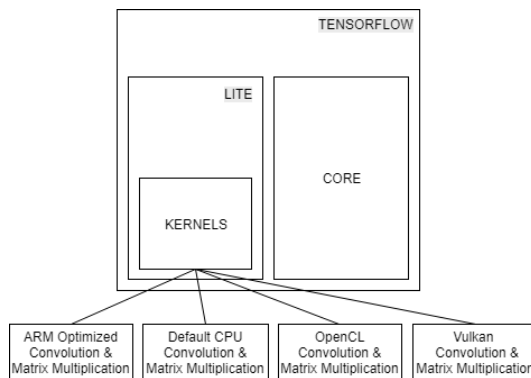 TENSORFLOW
LITE
CORE
KERNELS
ARM Optimized
Convolution &
Matrix Multiplication
Default CPU
Convolution &
Matrix Multiplication
OpenCL
Convolution &
Matrix Multiplication
Vulkan
Convolution &
Matrix Multiplication